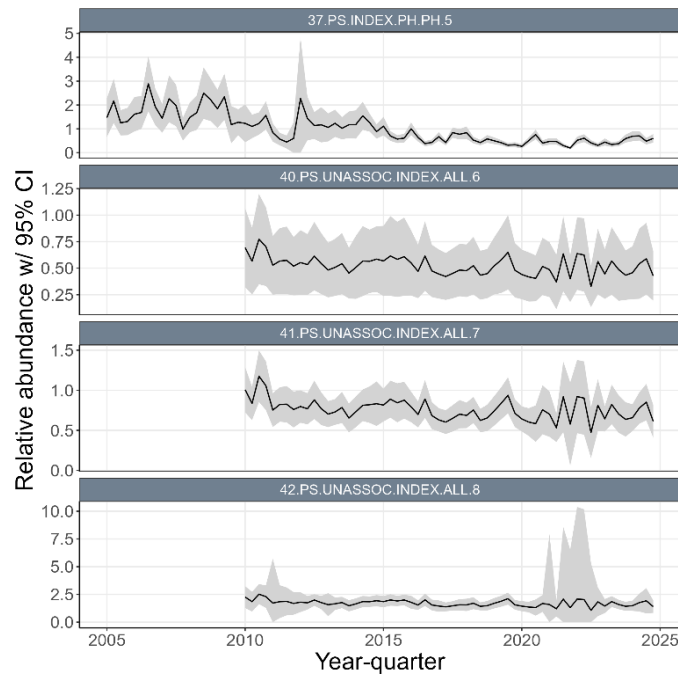 37.PS.INDEX.PH.PH.5
5
4
3
2
1
0
40.PS.UNASSOC.INDEX.ALL.6
1.25
1.00
0.75
0.50
0.25
41.PS.UNASSOC.INDEX.ALL.7
1.5
1.0
0.5
0.0
42.PS.UNASSOC.INDEX.ALL.8
10.0
7.5
5.0
2.5
0.0
2005 2010 2015 2020 2025
Year-quarter
Relative abundance w/ 95% CI